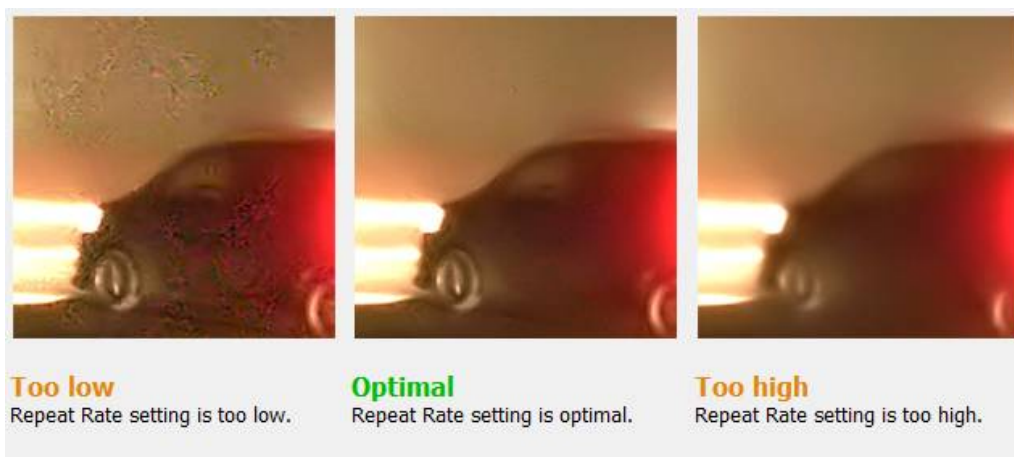 Too low
Repeat Rate setting is too low.
Optimal
Repeat Rate setting is optimal.
Too high
Repeat Rate setting is too high.